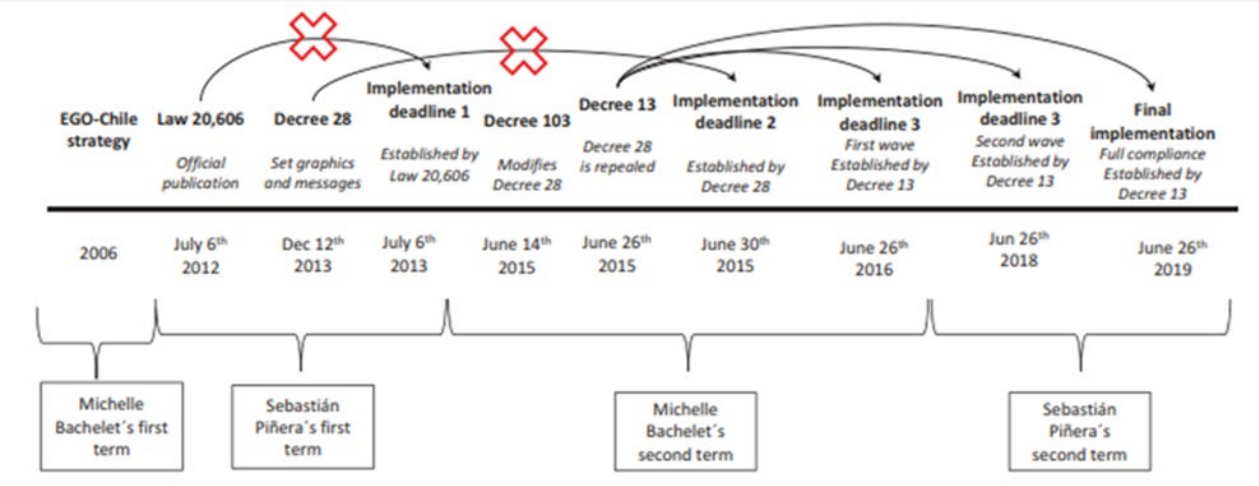 EGO-Chile
strategy
Law 20,606
Official
publication
Decree 28
Set graphics
and messages
Implementation
deadline 1
Established by
Law 20,606
Decree 103
Modifies
Decree 28
Decree 13
Decree 28
is repealed
Implementation
deadline 2
Established by
Decree 28
Implementation
deadline 3
First wave
Established by
Decree 13
Implementation
deadline 3
Second wave
Established by
Decree 13
Final
implementation
Full compliance
Established by
Decree 13
2006
July 6th
2012
Dec 12th
2013
July 6th
2013
June 14th
2015
June 26th
2015
June 30th
2015
June 26th
2016
Jun 26th
2018
June 26th
2019
Michelle
Bachelet´s first
term
Sebastián
Piñera´s first
term
Michelle
Bachelet´s
second term
Sebastián
Piñera´s
second term